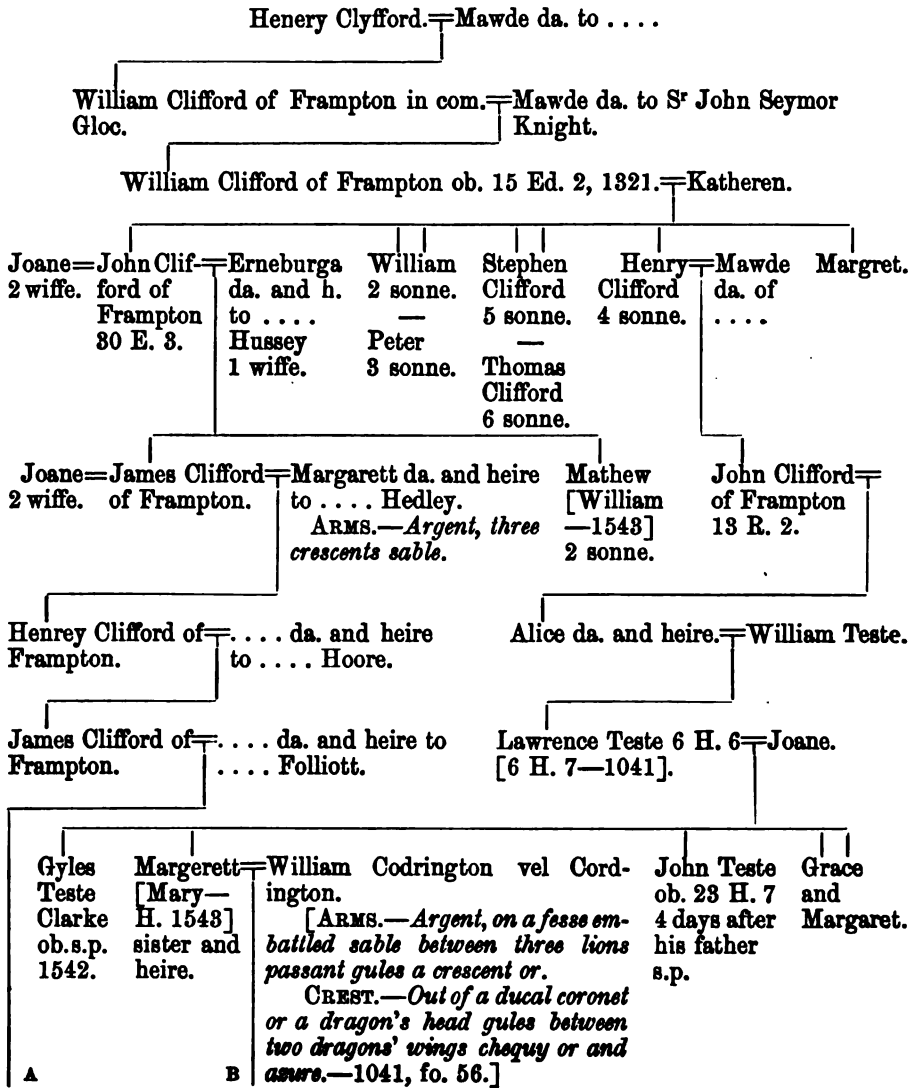 Henery Clyfford.=Mawde da. to . . . .
William Clifford of Frampton in com.=Mawde da. to Sr John Seymor
Gloc. Knight.
William Clifford of Frampton ob. 15 Ed. 2, 1321.=Katheren.
Joane=John Clif-=Erneburga William Stephen Henry=Mawde Margret.
2 wiffe. ford of da. and h. 2 sonne. Clifford Clifford da. of
Frampton to . . . . — 5 sonne. 4 sonne. . . . .
30 E. 3. Hussey Peter —
1 wiffe. 3 sonne. Thomas
Clifford
6 sonne.
Joane=James Clifford=Margarett da. and heire Mathew John Clifford=
2 wiffe. of Frampton. to . . . . Hedley. [William of Frampton
ARMS.—Argent, three —1543] 13 R. 2.
crescents sable. 2 sonne.
Henrey Clifford of=. . . . da. and heire Alice da. and heire.=William Teste.
Frampton. to . . . . Hoore.
James Clifford of=. . . . da. and heire to Lawrence Teste 6 H. 6=Joane.
Frampton. . . . . Folliott. [6 H. 7—1041].
Gyles Margerett=William Codrington vel Cord- John Teste Grace
Teste [Mary— ington. ob. 23 H. 7 and
Clarke H. 1543] [ARMS.—Argent, on a fesse em- 4 days after Margaret.
ob.s.p. sister and battled sable between three lions his father
1542. heire. passant gules a crescent or. s.p.
CREST.—Out of a ducal coronet
or a dragon's head gules between
two dragons' wings chequy or and
A B azure.—1041, fo. 56.]